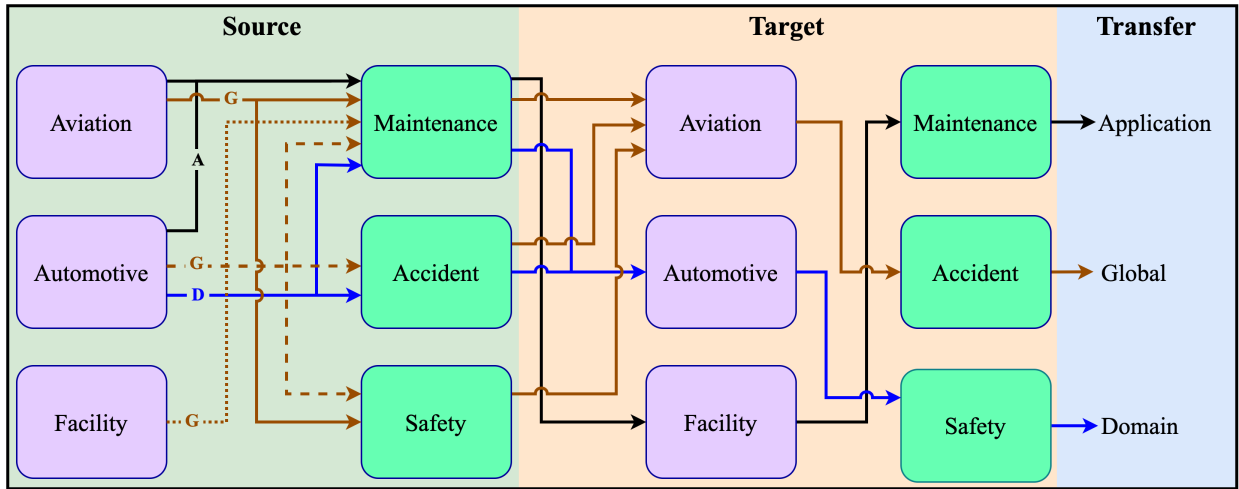 Source
Target
Transfer
Aviation
G
Maintenance
Aviation
Maintenance
Application
A
Automotive
G
D
Accident
Automotive
Accident
Global
Facility
G
Safety
Facility
Safety
Domain